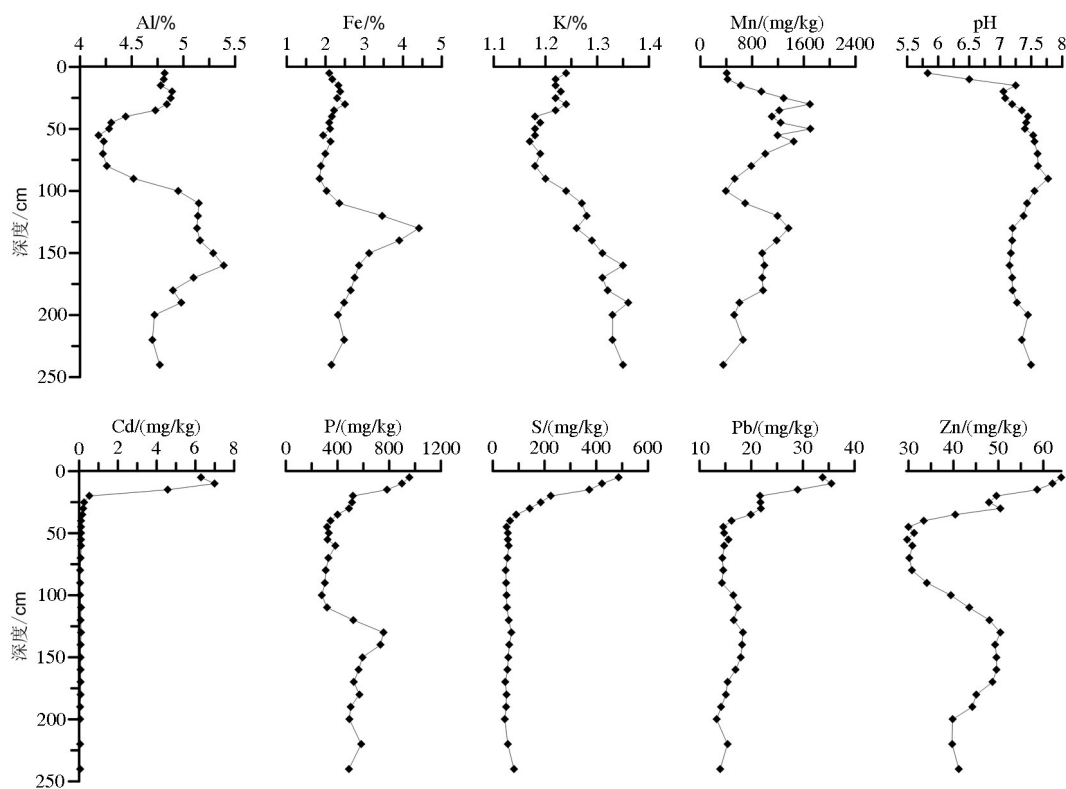 Al/% Fe/% K/% Mn/(mg/kg) pH
4 4.5 5 5.5 1 2 3 4 5 1.1 1.2 1.3 1.4 0 800 1600 2400 5.5 6 6.5 7 7.5 8
0
50
100
150
200
250
深度/cm
Cd/(mg/kg) P/(mg/kg) S/(mg/kg) Pb/(mg/kg) Zn/(mg/kg)
0 2 4 6 8 0 400 800 1200 0 200 400 600 10 20 30 40 30 40 50 60
0
50
100
150
200
250
深度/cm